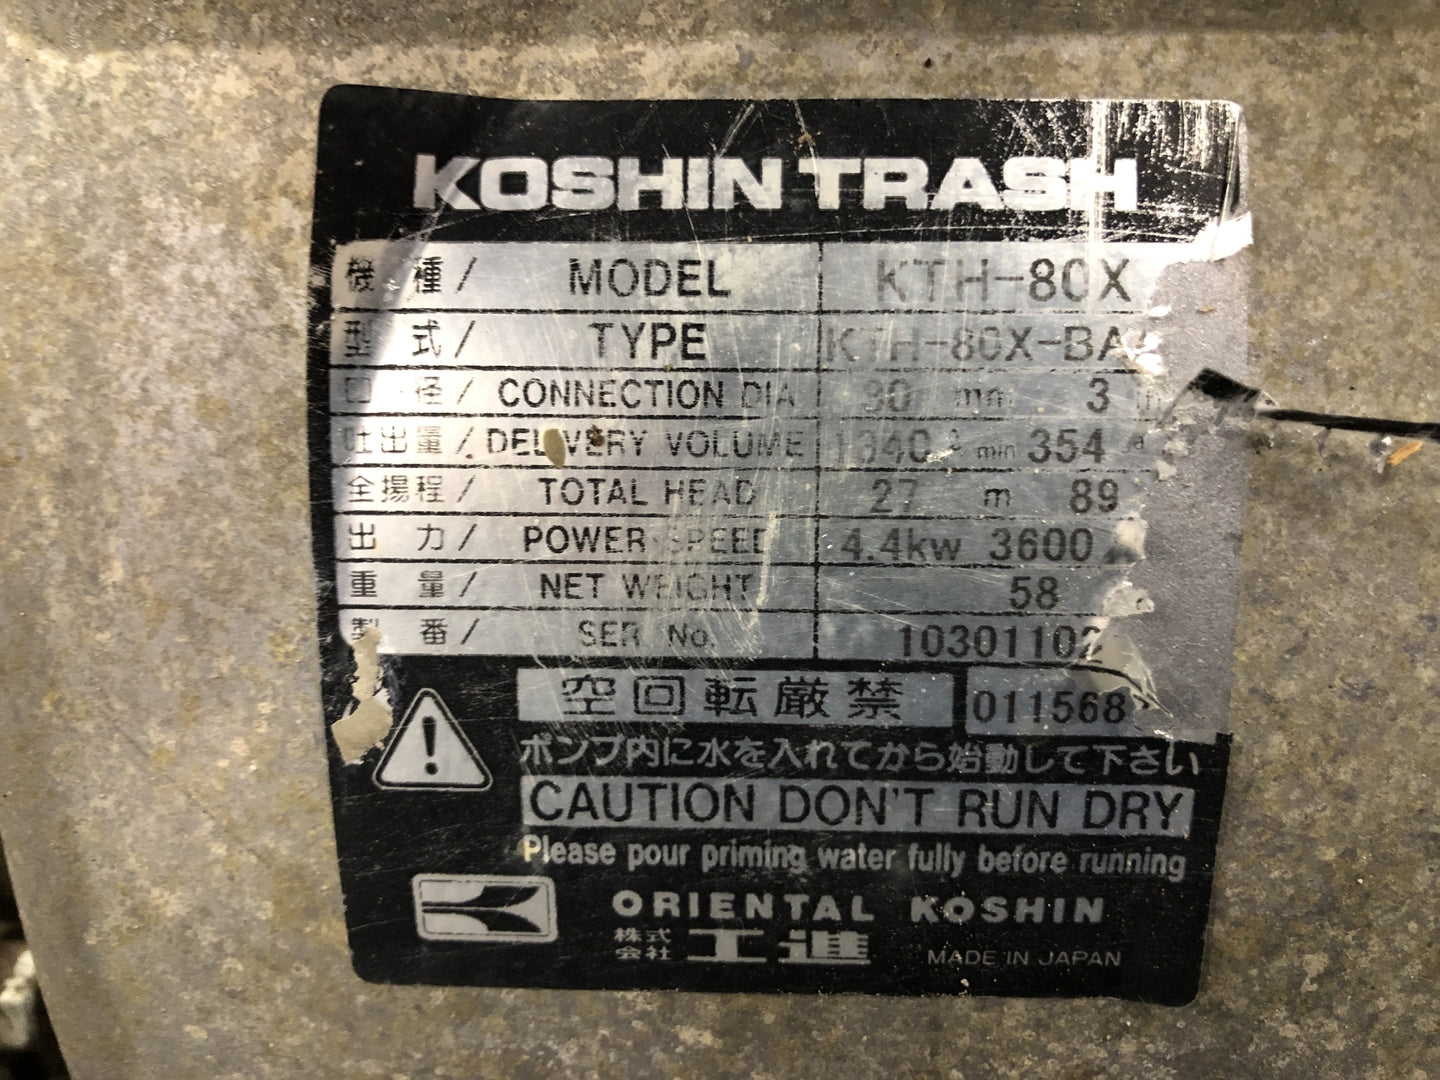 KOSHIN TRASH
機種/ MODEL KTH-80X
型式/ TYPE KTH-80X-BA
口径/ CONNECTION DIA 80 mm 3
吐出量/ DELIVERY VOLUME 1340 ℓ min 354
全揚程/ TOTAL HEAD 27 m 89
出力/ POWER SPEED 4.4kw 3600
重量/ NET WEIGHT 58
製番/ SER No. 10301102
空回転厳禁 011568
ポンプ内に水を入れてから始動して下さい
CAUTION DON'T RUN DRY
Please pour priming water fully before running
ORIENTAL KOSHIN
株式会社 工進 MADE IN JAPAN